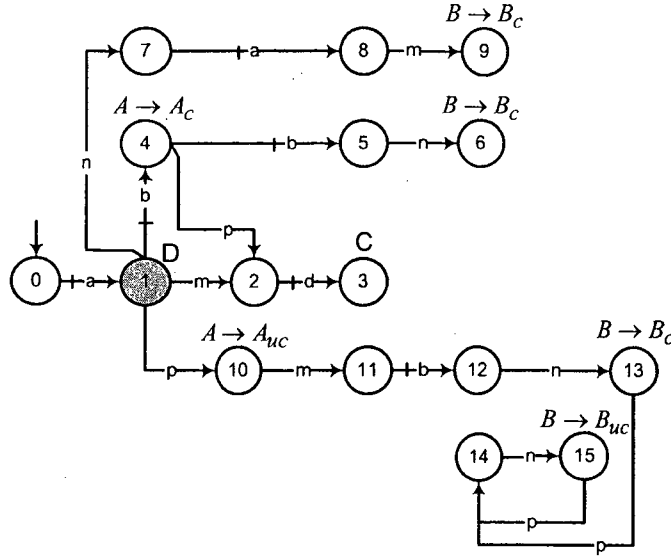 B → B_c
7 a 8 m 9
A → A_c
B → B_c
4 b 5 n 6
n
b
p
D
C
0 a 1 m 2 d 3
A → A_uc
B → B_c
p 10 m 11 b 12 n 13
B → B_uc
14 n 15
p
p